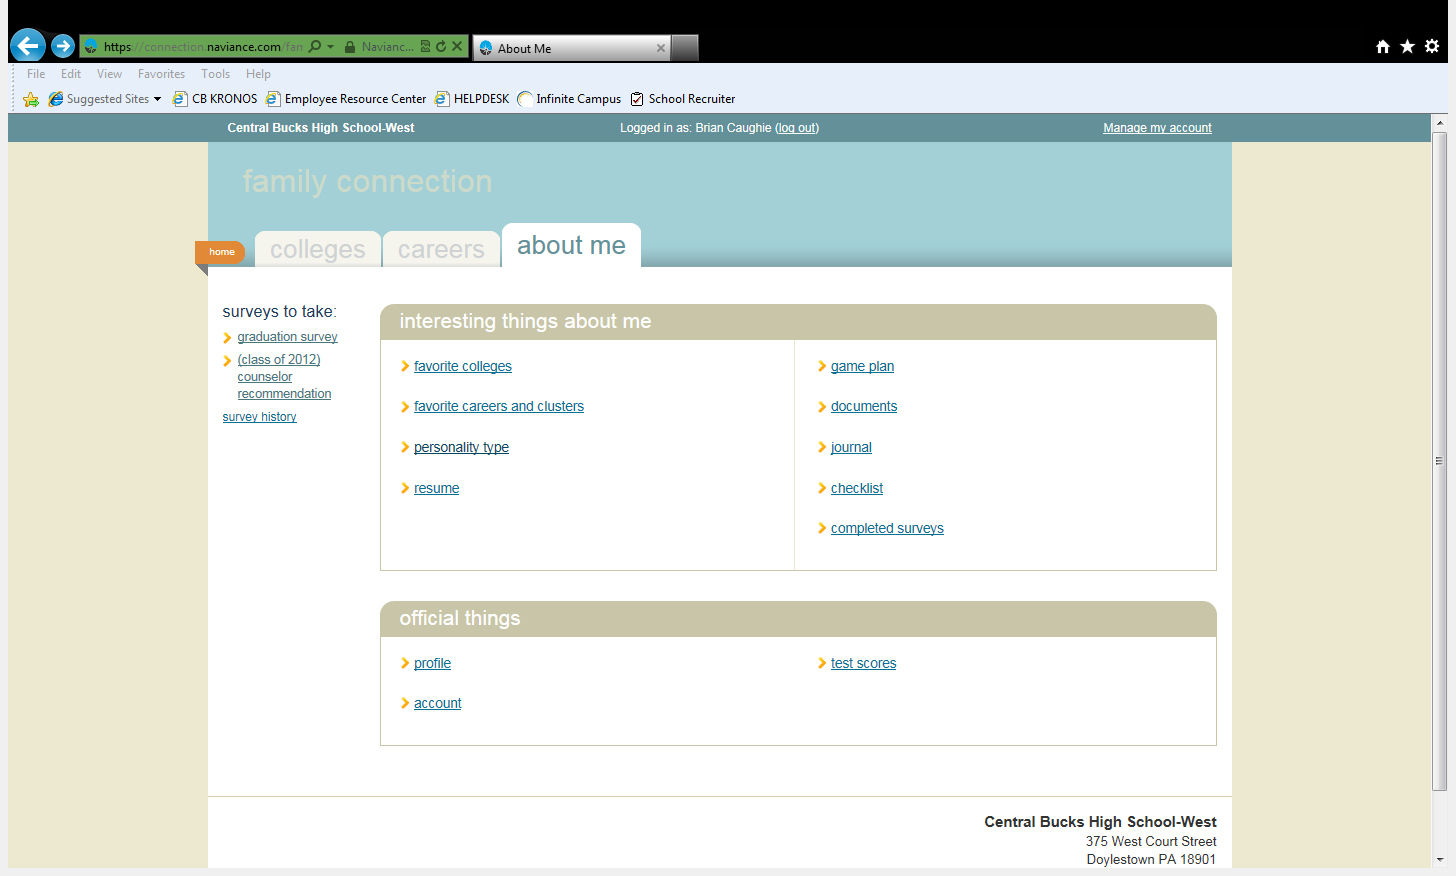 https://connection.naviance.com/fan
Navianc...
About Me
File Edit View Favorites Tools Help
Suggested Sites CB KRONOS Employee Resource Center HELPDESK Infinite Campus School Recruiter
Central Bucks High School-West Logged in as: Brian Caughie (log out) Manage my account
family connection
home colleges careers about me
surveys to take:
graduation survey
(class of 2012)
counselor
recommendation
survey history
interesting things about me
favorite colleges
favorite careers and clusters
personality type
resume
game plan
documents
journal
checklist
completed surveys
official things
profile
account
test scores
Central Bucks High School-West
375 West Court Street
Doylestown PA 18901